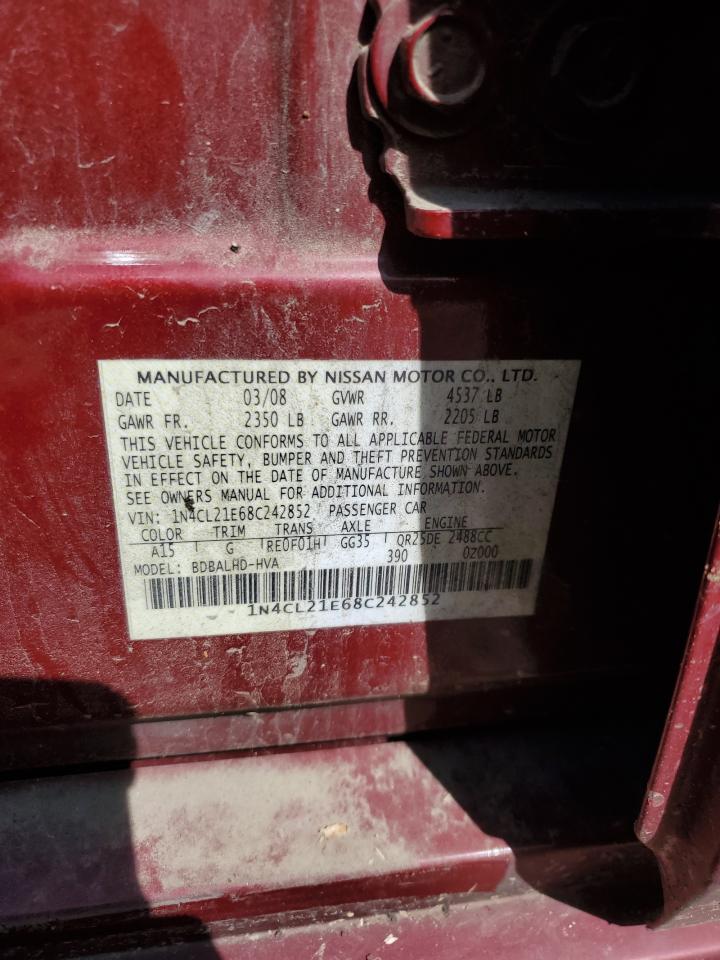 MANUFACTURED BY NISSAN MOTOR CO., LTD.
DATE 03/08 GVWR 4537 LB
GAWR FR. 2350 LB GAWR RR. 2205 LB
THIS VEHICLE CONFORMS TO ALL APPLICABLE FEDERAL MOTOR
VEHICLE SAFETY, BUMPER AND THEFT PREVENTION STANDARDS
IN EFFECT ON THE DATE OF MANUFACTURE SHOWN ABOVE.
SEE OWNERS MANUAL FOR ADDITIONAL INFORMATION.
VIN: 1N4CL21E68C242852 PASSENGER CAR
COLOR TRIM TRANS AXLE ENGINE
A15 G RE0F01H GG35 QR25DE 2488CC
MODEL: BDBALHD-HVA 390 0Z000
1N4CL21E68C242852